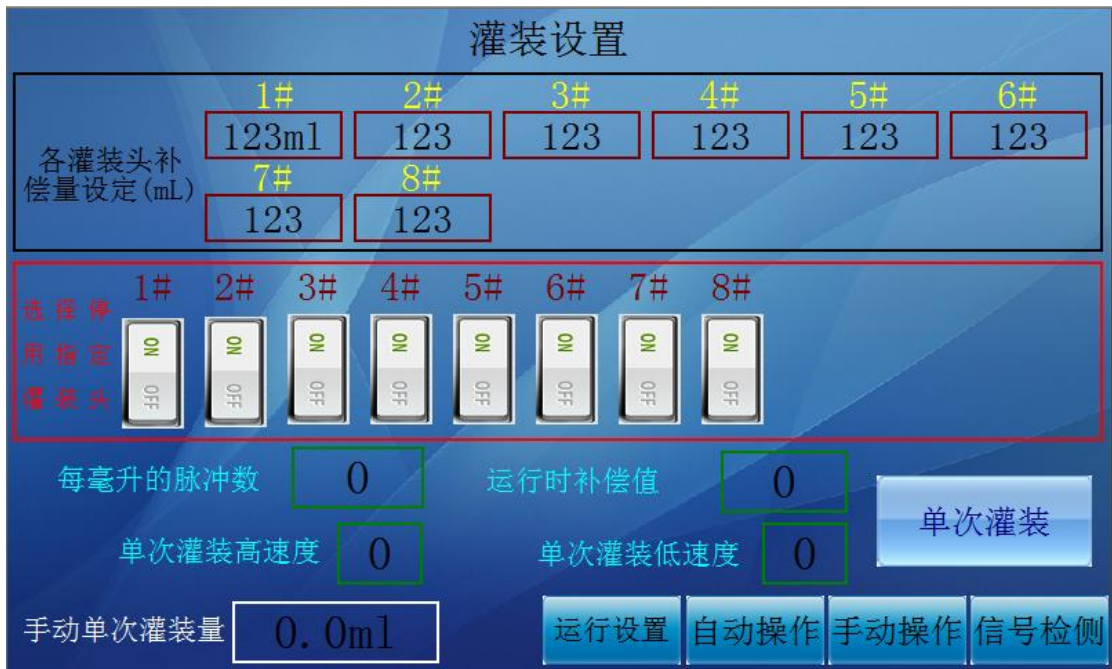 灌装设置
1# 2# 3# 4# 5# 6#
各灌装头补
偿量设定(mL)
123ml 123 123 123 123 123
7# 8#
123 123
1# 2# 3# 4# 5# 6# 7# 8#
选择停
用指定
灌装头
ON ON ON ON ON ON ON ON
OFF OFF OFF OFF OFF OFF OFF OFF
每毫升的脉冲数 0 运行时补偿值 0
单次灌装
单次灌装高速度 0 单次灌装低速度 0
手动单次灌装量 0.0ml 运行设置 自动操作 手动操作 信号检侧